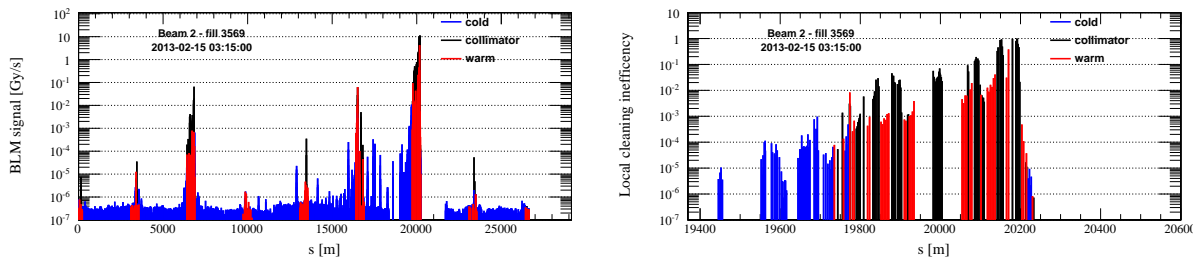 Beam 2 - fill 3569
2013-02-15 03:15:00
cold
collimator
warm
BLM signal [Gy/s]
10²
10
1
10⁻¹
10⁻²
10⁻³
10⁻⁴
10⁻⁵
10⁻⁶
10⁻⁷
0
5000
10000
15000
20000
25000
s [m]
Beam 2 - fill 3569
2013-02-15 03:15:00
cold
collimator
warm
Local cleaning inefficency
10
1
10⁻¹
10⁻²
10⁻³
10⁻⁴
10⁻⁵
10⁻⁶
10⁻⁷
19400
19600
19800
20000
20200
20400
20600
s [m]